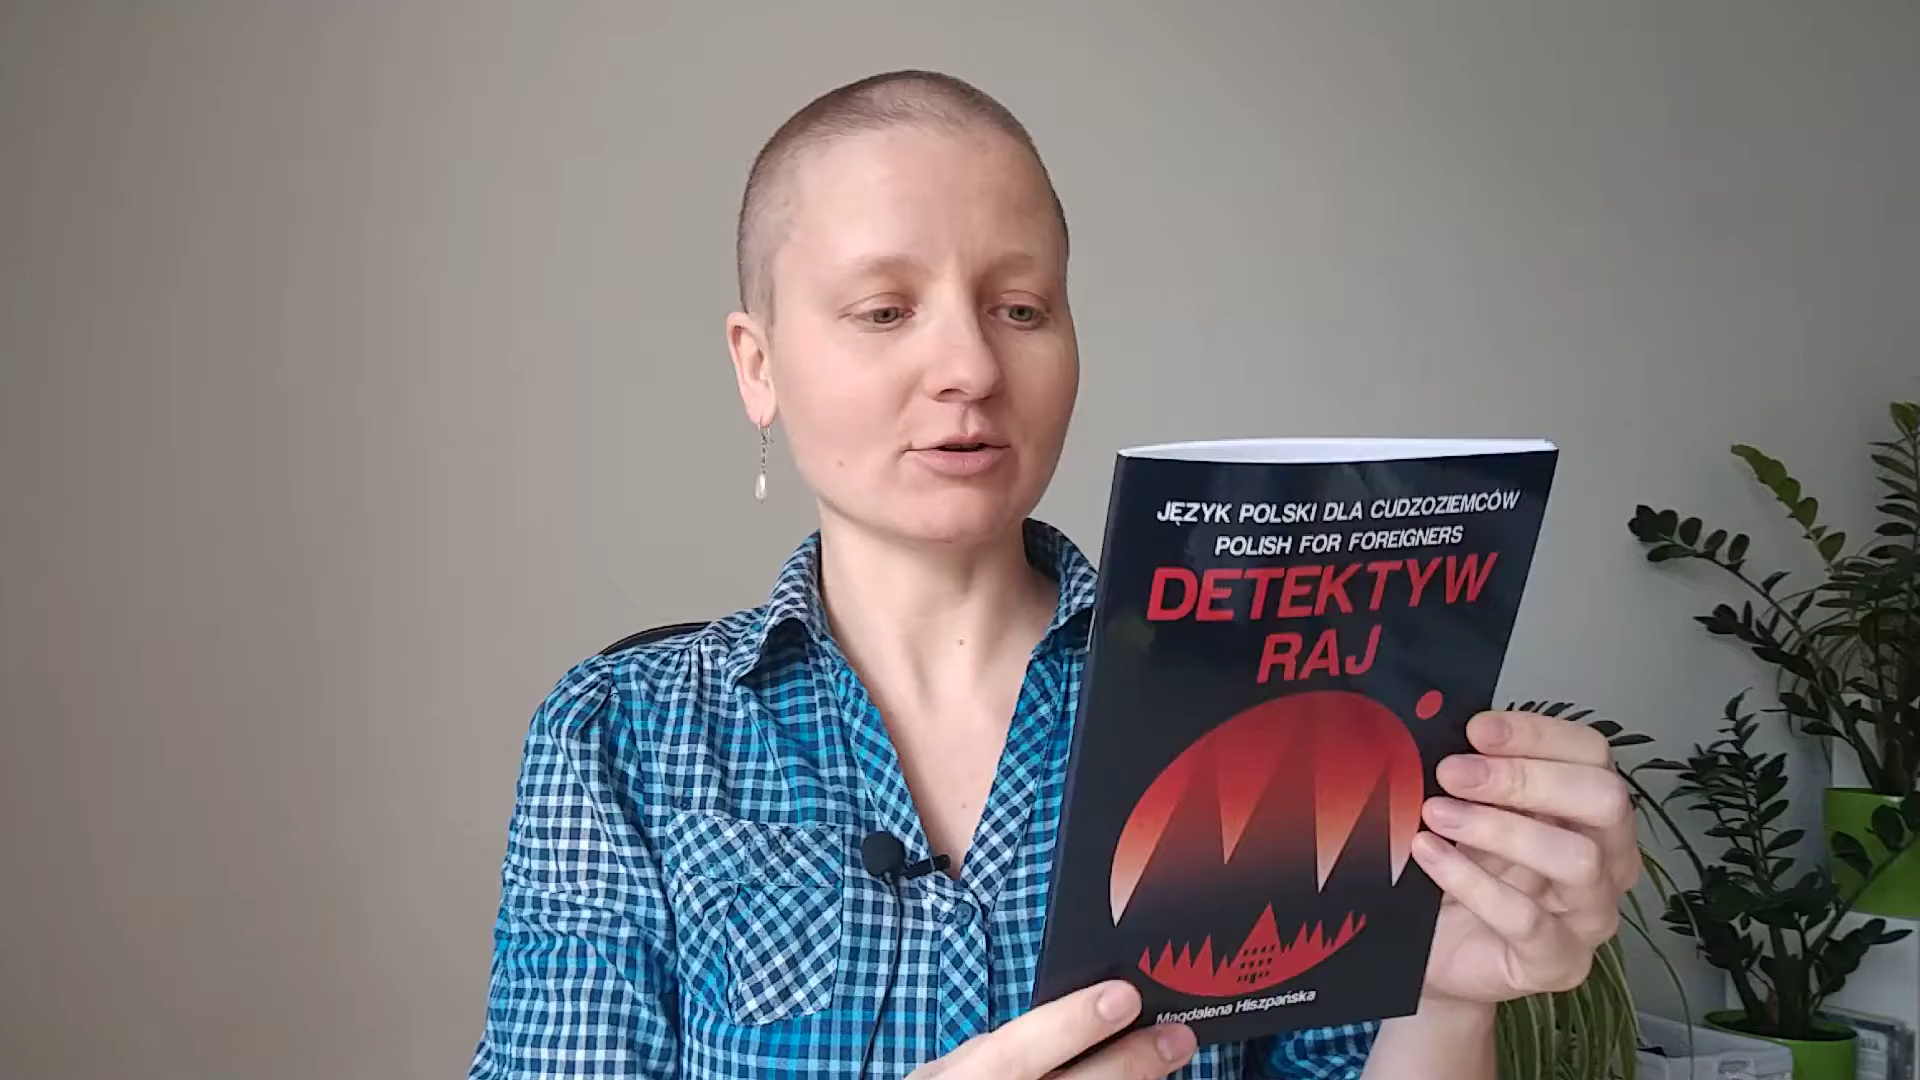 JĘZYK POLSKI DLA CUDZOZIEMCÓW
POLISH FOR FOREIGNERS
DETEKTYW
RAJ
Magdalena Hiszpańska